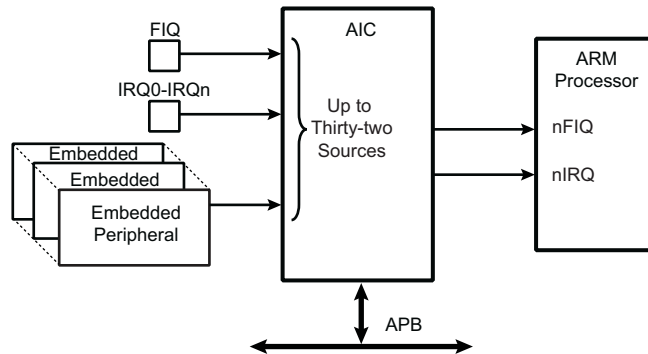 FIQ
IRQ0-IRQn
Embedded
Embedded
Embedded
Peripheral
AIC
Up to
Thirty-two
Sources
ARM
Processor
nFIQ
nIRQ
APB